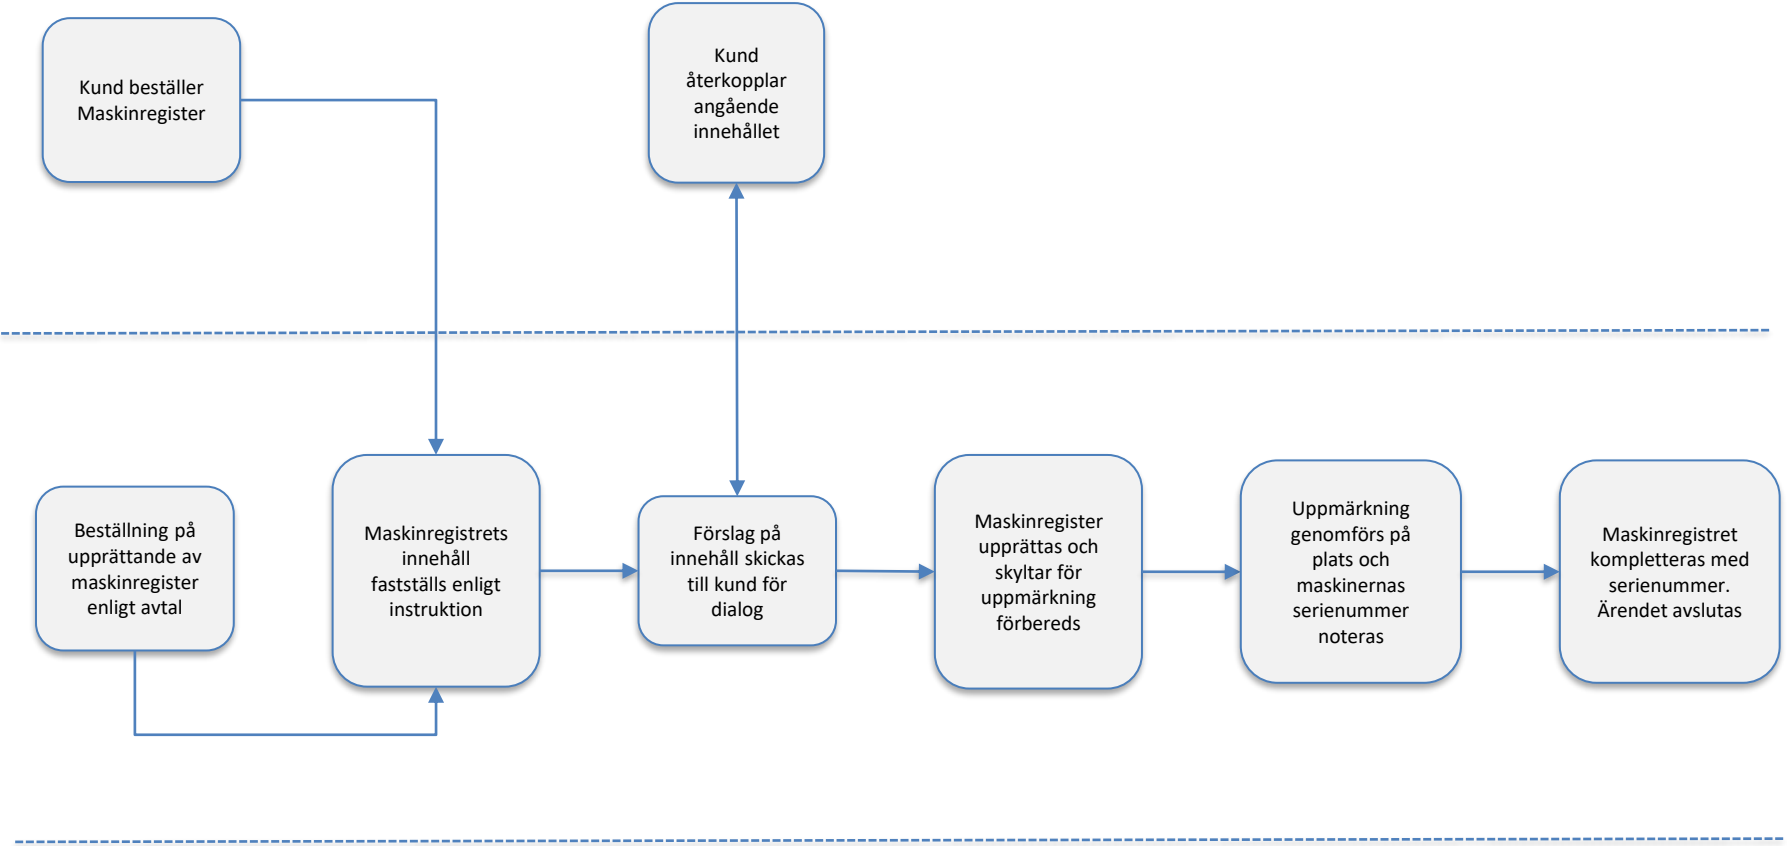 Kund beställer
Maskinregister
Kund
återkopplar
angående
innehållet
Beställning på
upprättande av
maskinregister
enligt avtal
Maskinregistrets
innehåll
fastställs enligt
instruktion
Förslag på
innehåll skickas
till kund för
dialog
Maskinregister
upprättas och
skyltar för
uppmärkning
förbereds
Uppmärkning
genomförs på
plats och
maskinernas
serienummer
noteras
Maskinregistret
kompletteras med
serienummer.
Ärendet avslutas